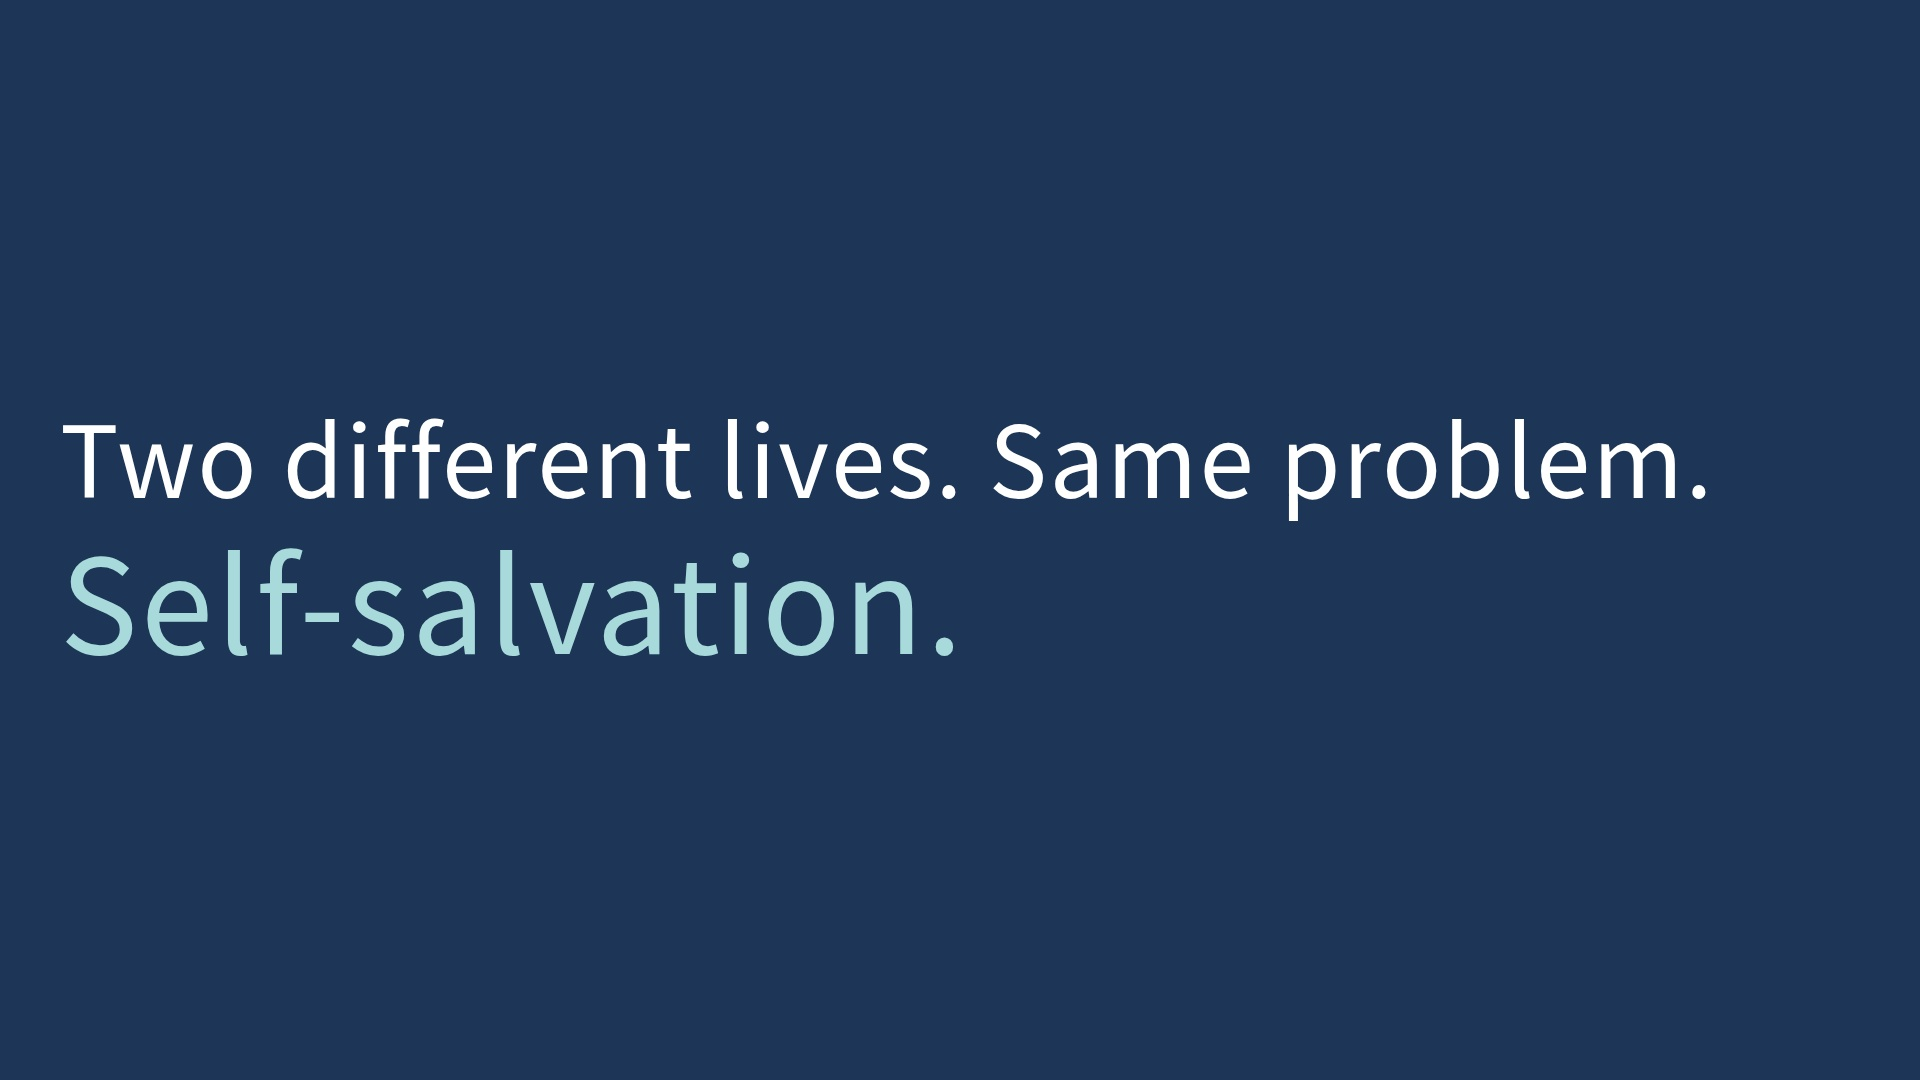 Two different lives. Same problem.
Self-salvation.